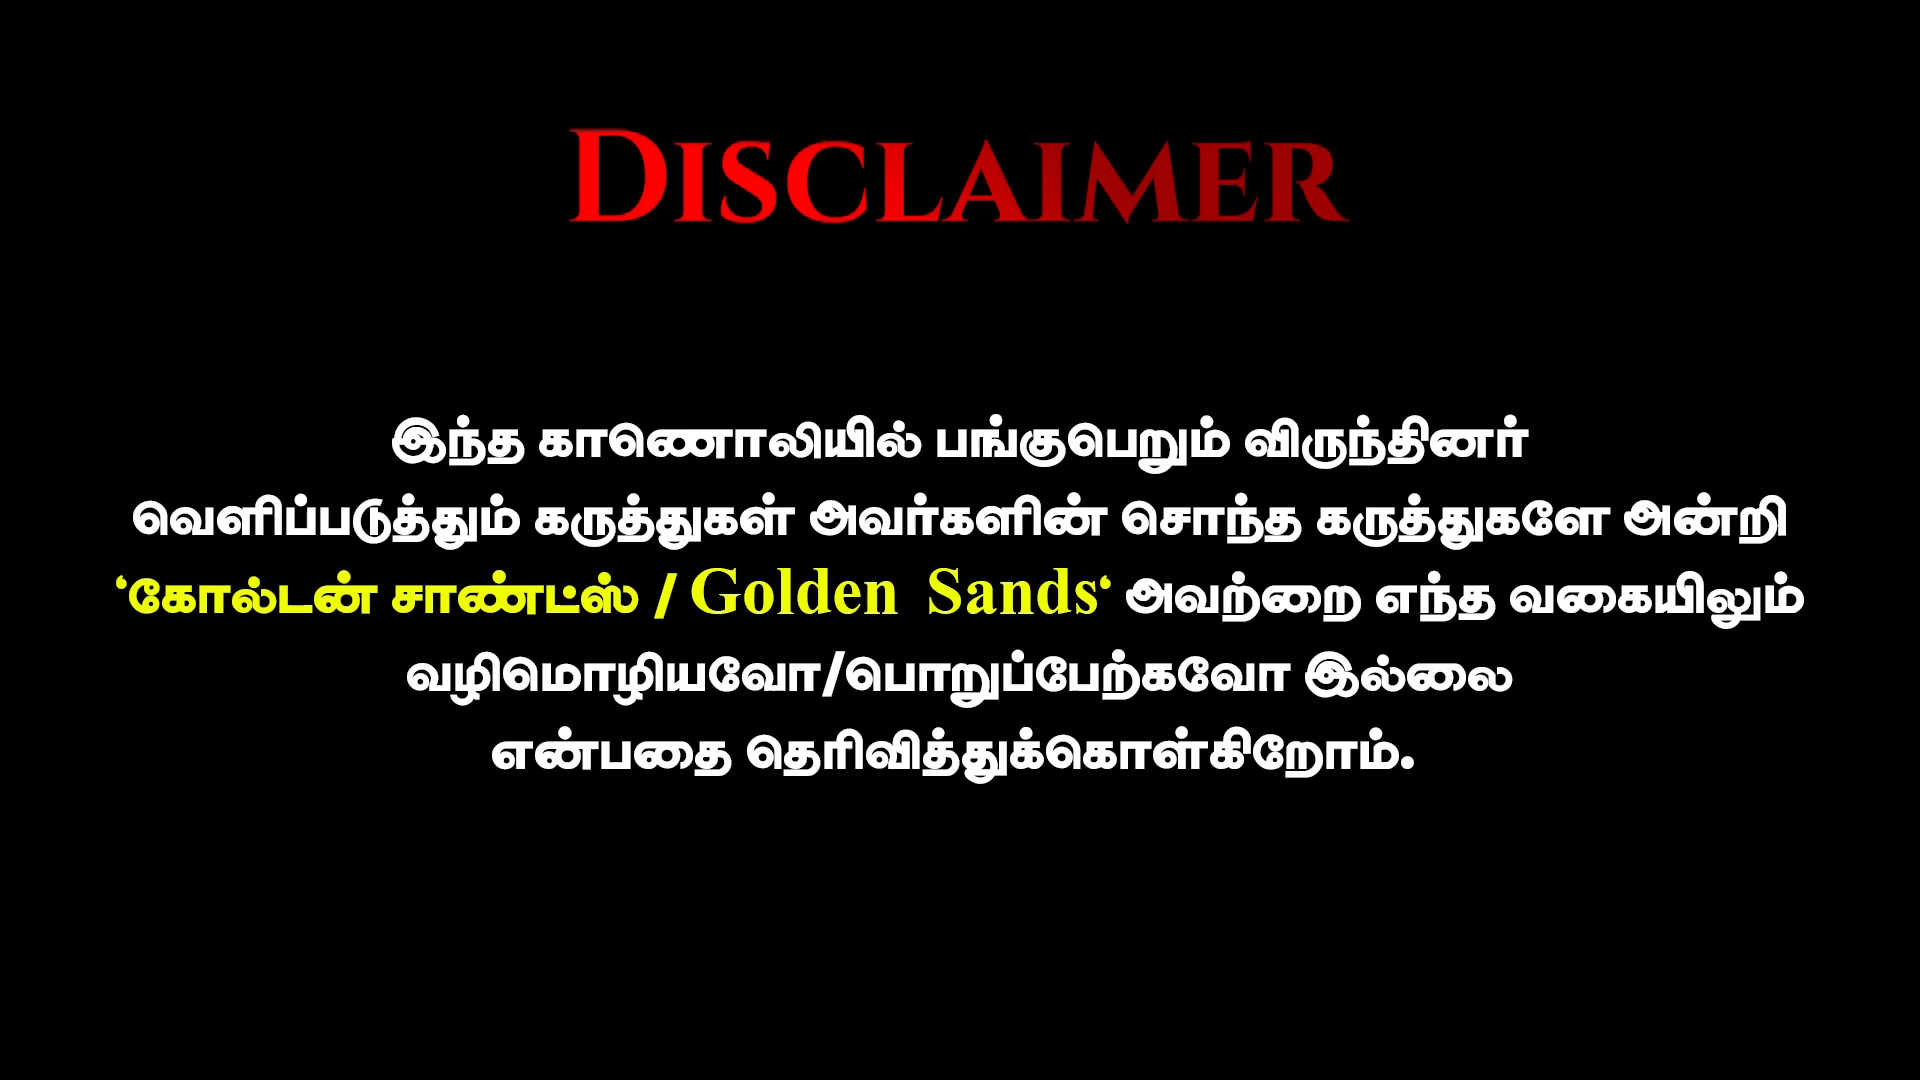 DISCLAIMER
இந்த காணொலியில் பங்குபெறும் விருந்தினர்
வெளிப்படுத்தும் கருத்துகள் அவர்களின் சொந்த கருத்துகளே அன்றி
‘கோல்டன் சாண்ட்ஸ் / Golden Sands‘ அவற்றை எந்த வகையிலும்
வழிமொழியவோ/பொறுப்பேற்கவோ இல்லை
என்பதை தெரிவித்துக்கொள்கிறோம்.